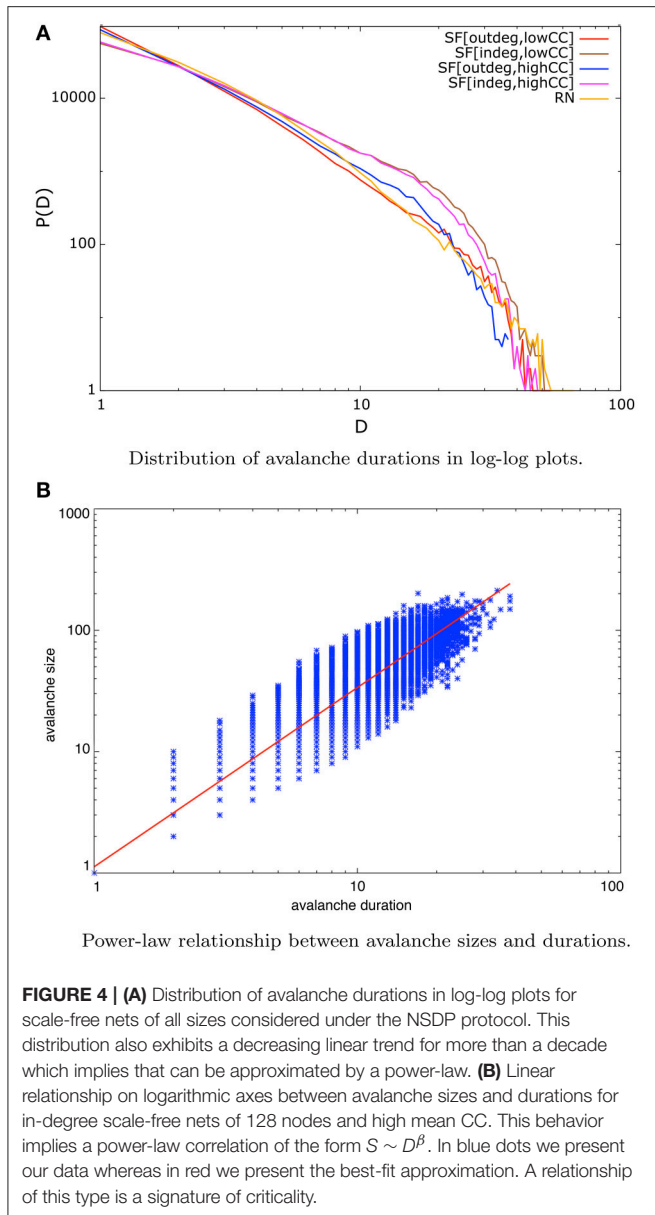 A
SF[outdeg,lowCC]
SF[indeg,lowCC]
SF[outdeg,highCC]
SF[indeg,highCC]
RN
10000
100
1
P(D)
1
10
100
D
Distribution of avalanche durations in log-log plots.
B
1000
100
10
1
avalanche size
1
10
100
avalanche duration
Power-law relationship between avalanche sizes and durations.
FIGURE 4 | (A) Distribution of avalanche durations in log-log plots for
scale-free nets of all sizes considered under the NSDP protocol. This
distribution also exhibits a decreasing linear trend for more than a decade
which implies that can be approximated by a power-law. (B) Linear
relationship on logarithmic axes between avalanche sizes and durations for
in-degree scale-free nets of 128 nodes and high mean CC. This behavior
implies a power-law correlation of the form S ~ D^β. In blue dots we present
our data whereas in red we present the best-fit approximation. A relationship
of this type is a signature of criticality.